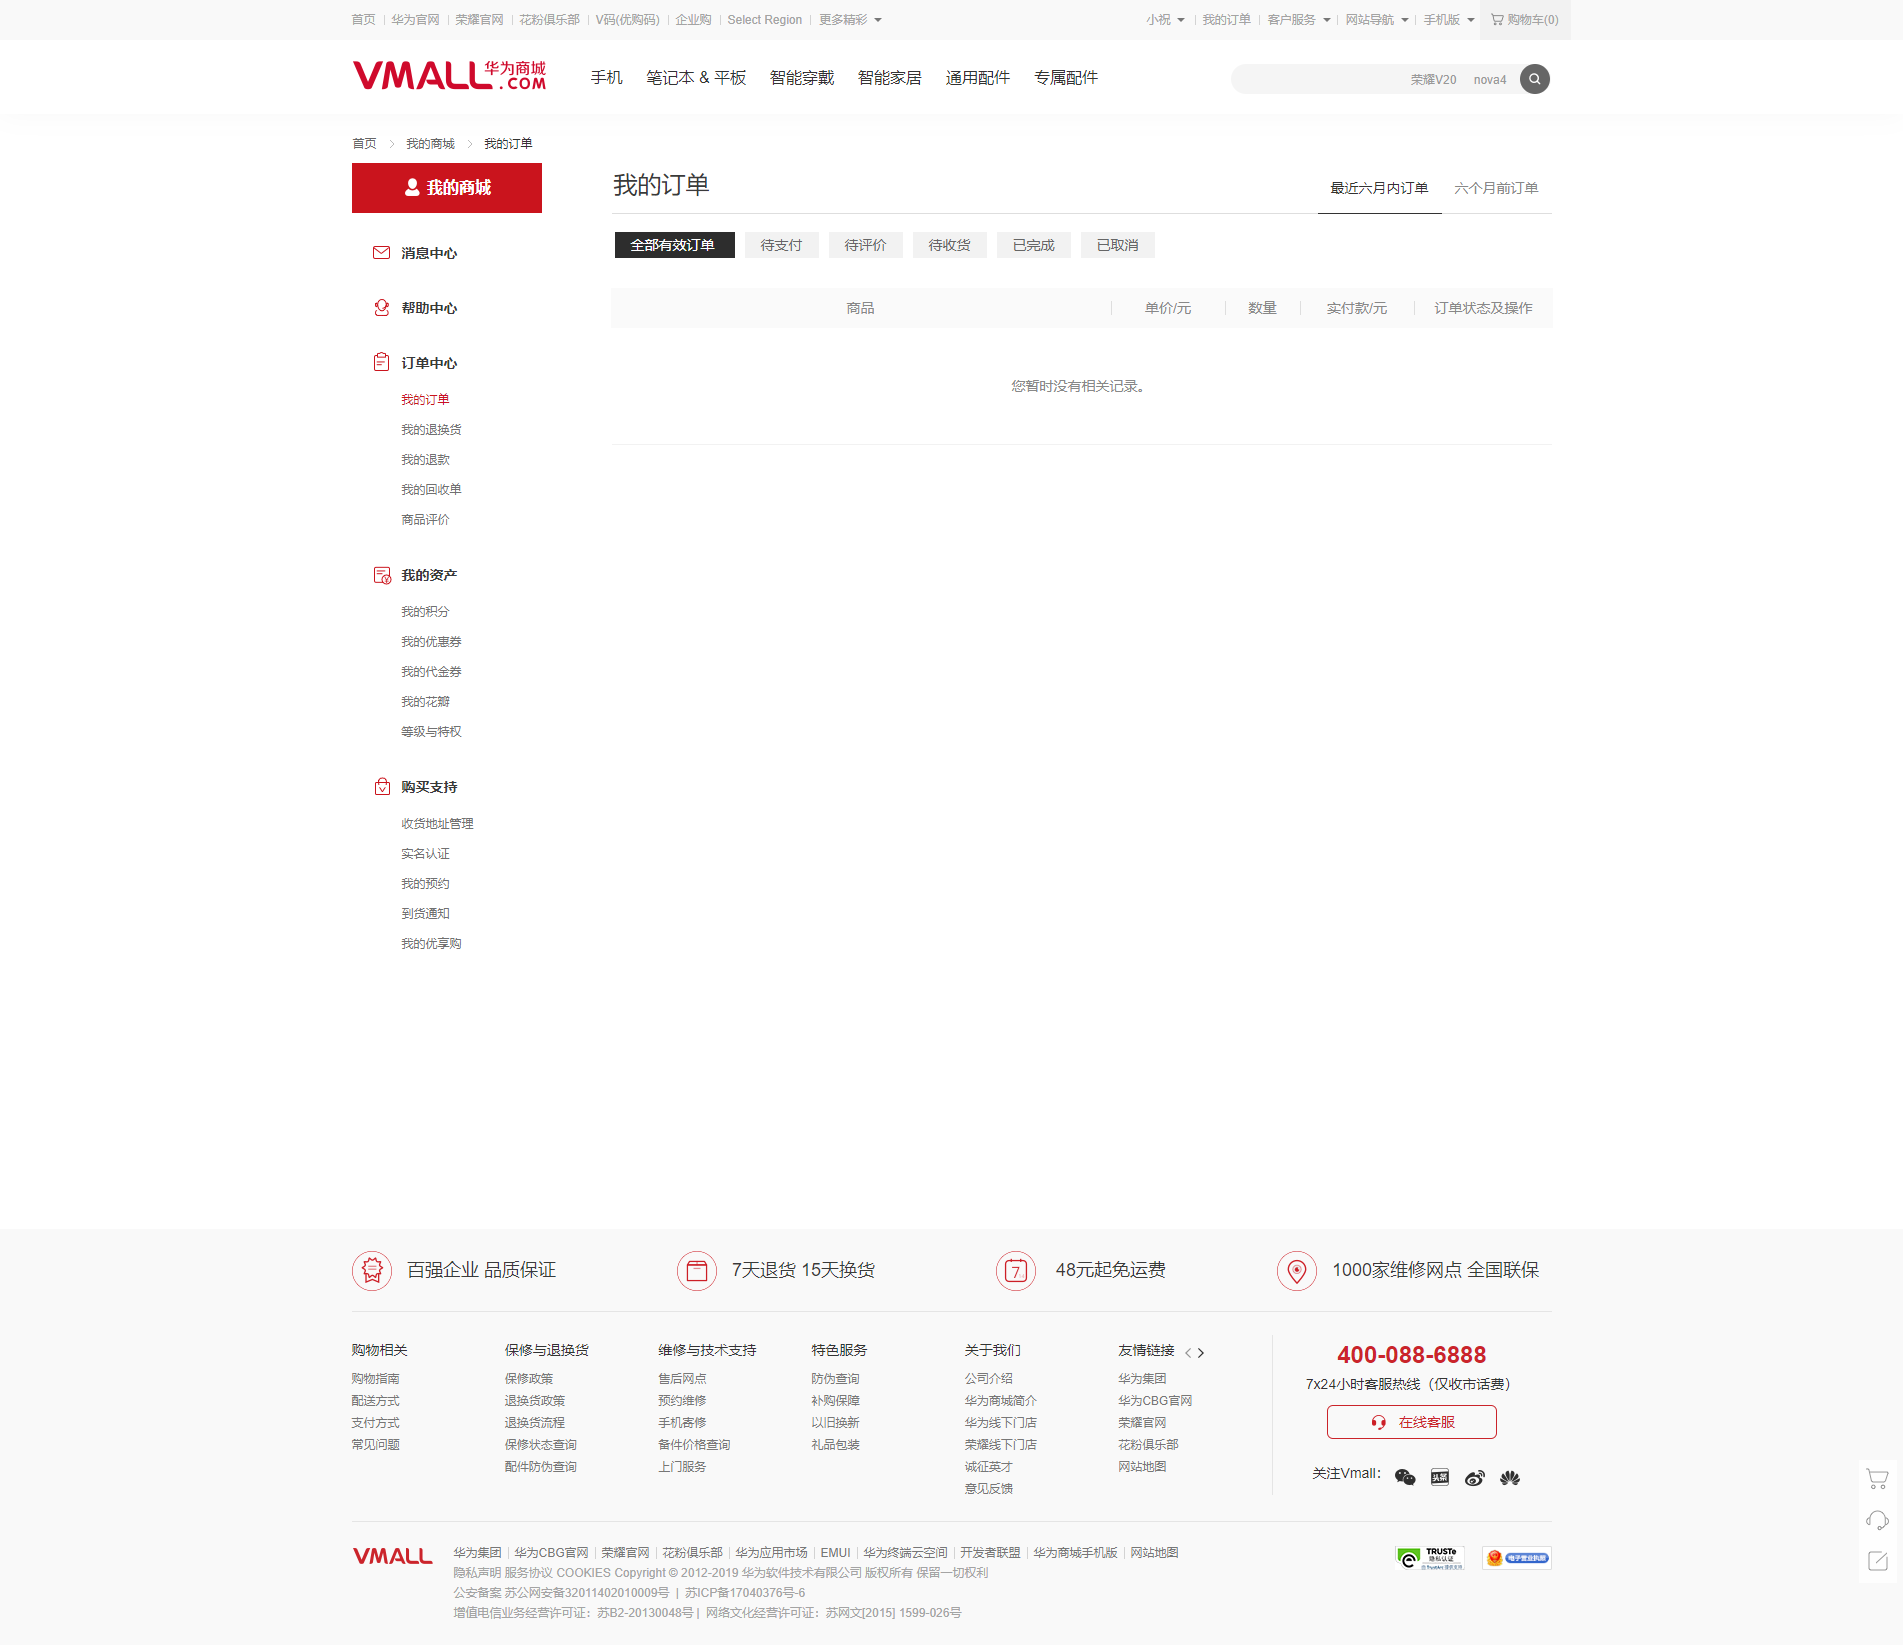 首页 | 华为官网 | 荣耀官网 | 花粉俱乐部 | V码(优购码) | 企业购 | Select Region | 更多精彩
小祝 | 我的订单 | 客户服务 | 网站导航 | 手机版 购物车(0)
VMALL 华为商城 .COM
手机 笔记本 & 平板 智能穿戴 智能家居 通用配件 专属配件
荣耀V20 nova4
首页 > 我的商城 > 我的订单
我的商城
消息中心
帮助中心
订单中心
我的订单
我的退换货
我的退款
我的回收单
商品评价
我的资产
我的积分
我的优惠券
我的代金券
我的花瓣
等级与特权
购买支持
收货地址管理
实名认证
我的预约
到货通知
我的优享购
我的订单
最近六月内订单 六个月前订单
全部有效订单 待支付 待评价 待收货 已完成 已取消
商品 单价/元 数量 实付款/元 订单状态及操作
您暂时没有相关记录。
百强企业 品质保证
7天退货 15天换货
7
48元起免运费
1000家维修网点 全国联保
购物相关
购物指南
配送方式
支付方式
常见问题
保修与退换货
保修政策
退换货政策
退换货流程
保修状态查询
配件防伪查询
维修与技术支持
售后网点
预约维修
手机寄修
备件价格查询
上门服务
特色服务
防伪查询
补购保障
以旧换新
礼品包装
关于我们
公司介绍
华为商城简介
华为线下门店
荣耀线下门店
诚征英才
意见反馈
友情链接
华为集团
华为CBG官网
荣耀官网
花粉俱乐部
网站地图
400-088-6888
7x24小时客服热线（仅收市话费）
在线客服
关注Vmall：
头条
VMALL
华为集团 | 华为CBG官网 | 荣耀官网 | 花粉俱乐部 | 华为应用市场 | EMUI | 华为终端云空间 | 开发者联盟 | 华为商城手机版 | 网站地图
隐私声明 服务协议 COOKIES Copyright © 2012-2019 华为软件技术有限公司 版权所有 保留一切权利
公安备案 苏公网安备32011402010009号 | 苏ICP备17040376号-6
增值电信业务经营许可证：苏B2-20130048号 | 网络文化经营许可证：苏网文[2015] 1599-026号
TRUSTe
隐私认证
电子营业执照